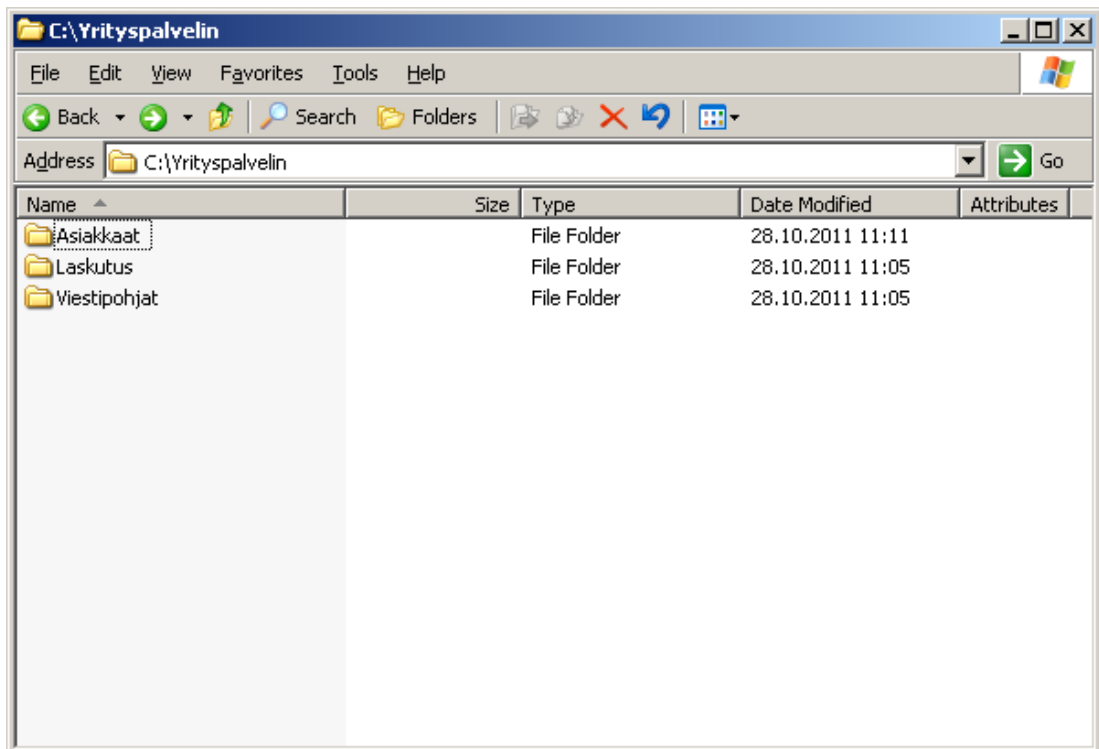 C:\Yrityspalvelin
File Edit View Favorites Tools Help
Back Search Folders
Address C:\Yrityspalvelin Go
Name Size Type Date Modified Attributes
Asiakkaat File Folder 28.10.2011 11:11
Laskutus File Folder 28.10.2011 11:05
Viestipohjat File Folder 28.10.2011 11:05